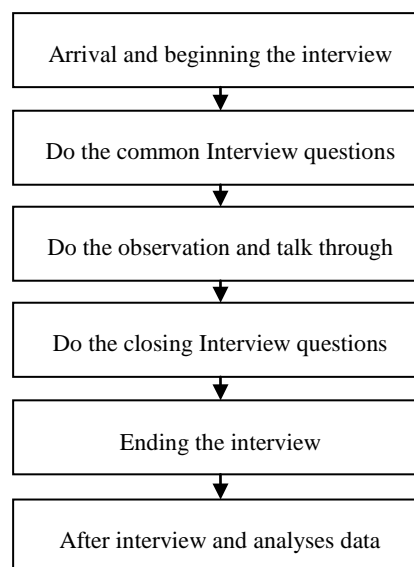 Arrival and beginning the interview
Do the common Interview questions
Do the observation and talk through
Do the closing Interview questions
Ending the interview
After interview and analyses data